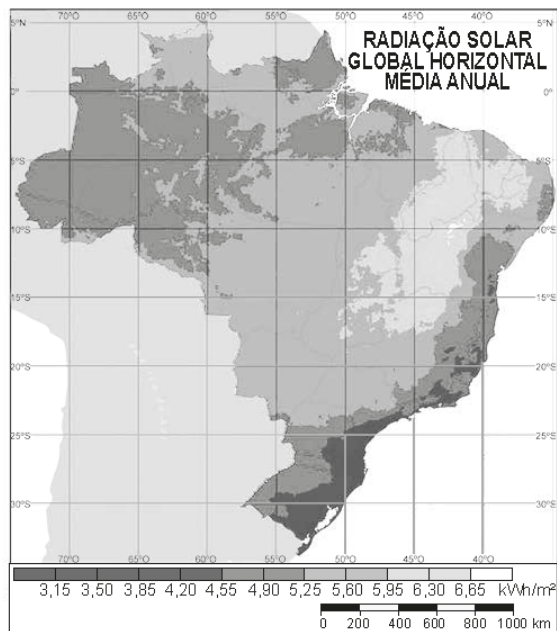 70°O 65°O 60°O 55°O 50°O 45°O 40°O
RADIAÇÃO SOLAR
GLOBAL HORIZONTAL
MÉDIA ANUAL
5°N 5°N
0° 0°
5°S 5°S
10°S 10°S
15°S 15°S
20°S 20°S
25°S 25°S
30°S 30°S
70°O 65°O 60°O 55°O 50°O 45°O 40°O
3,15 3,50 3,85 4,20 4,55 4,90 5,25 5,60 5,95 6,30 6,65 kWh/m²
0 200 400 600 800 1000 km